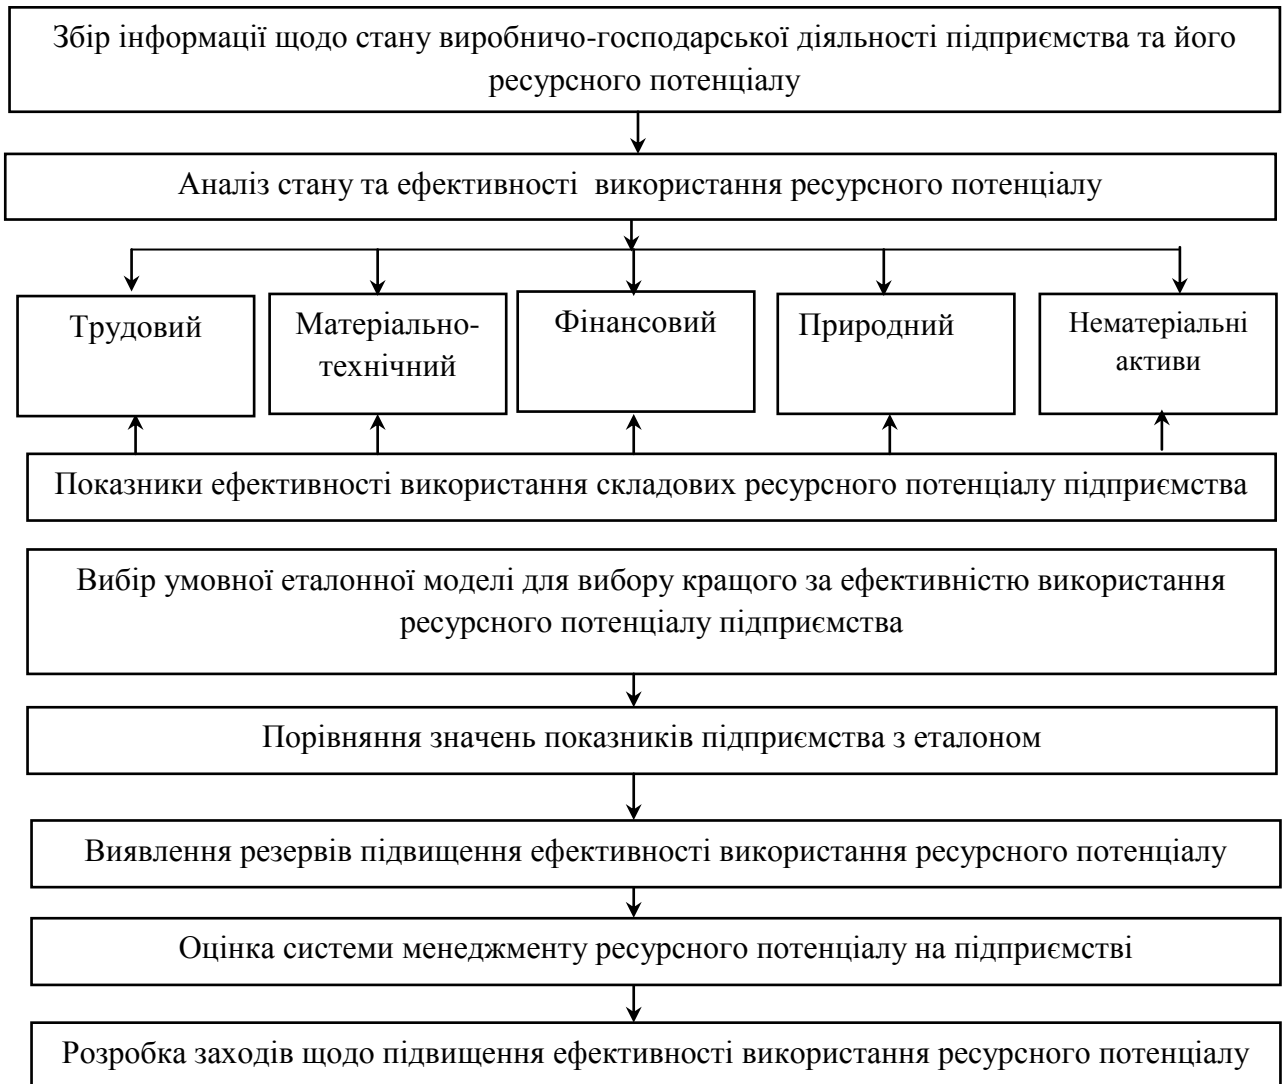 Збір інформації щодо стану виробничо-господарської діяльності підприємства та його
ресурсного потенціалу
Аналіз стану та ефективності використання ресурсного потенціалу
Трудовий
Матеріально-
технічний
Фінансовий
Природний
Нематеріальні
активи
Показники ефективності використання складових ресурсного потенціалу підприємства
Вибір умовної еталонної моделі для вибору кращого за ефективністю використання
ресурсного потенціалу підприємства
Порівняння значень показників підприємства з еталоном
Виявлення резервів підвищення ефективності використання ресурсного потенціалу
Оцінка системи менеджменту ресурсного потенціалу на підприємстві
Розробка заходів щодо підвищення ефективності використання ресурсного потенціалу